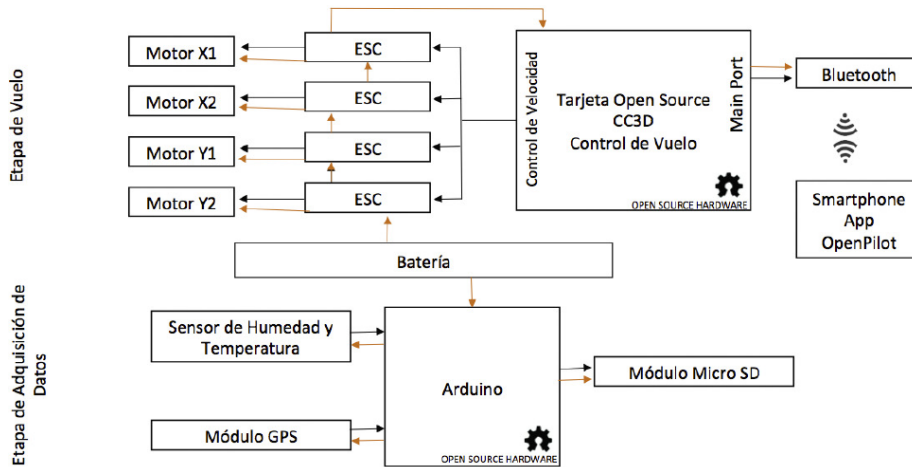 Etapa de Vuelo
Motor X1
Motor X2
Motor Y1
Motor Y2
ESC
ESC
ESC
ESC
Control de Velocidad
Tarjeta Open Source
CC3D
Control de Vuelo
Main Port
OPEN SOURCE HARDWARE
Bluetooth
Smartphone
App
OpenPilot
Batería
Etapa de Adquisición de
Datos
Sensor de Humedad y
Temperatura
Módulo GPS
Arduino
OPEN SOURCE HARDWARE
Módulo Micro SD